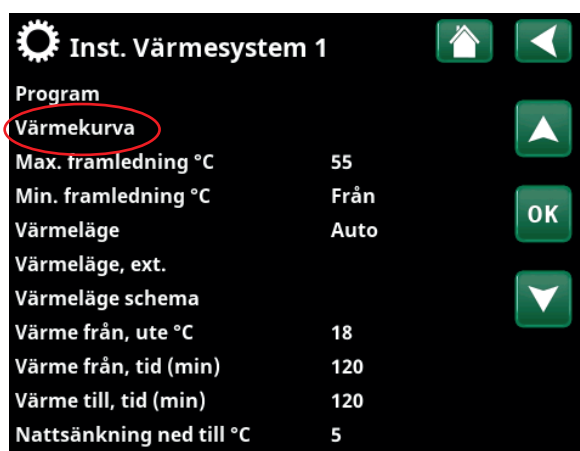 Inst. Värmesystem 1
Program
Värmekurva
Max. framledning °C 55
Min. framledning °C Från
Värmeläge Auto
OK
Värmeläge, ext.
Värmeläge schema
Värme från, ute °C 18
Värme från, tid (min) 120
Värme till, tid (min) 120
Nattsänkning ned till °C 5